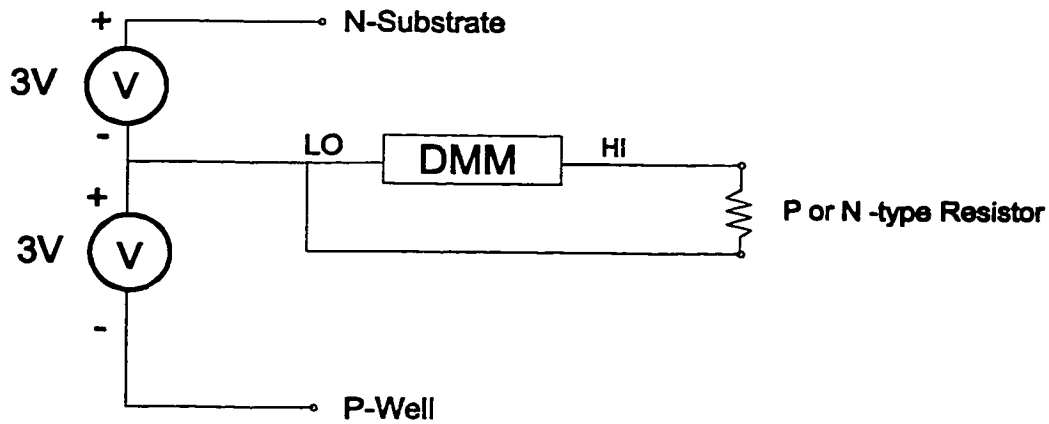 +
N-Substrate
3V
V
-
LO
DMM
HI
+
P or N -type Resistor
3V
V
-
P-Well